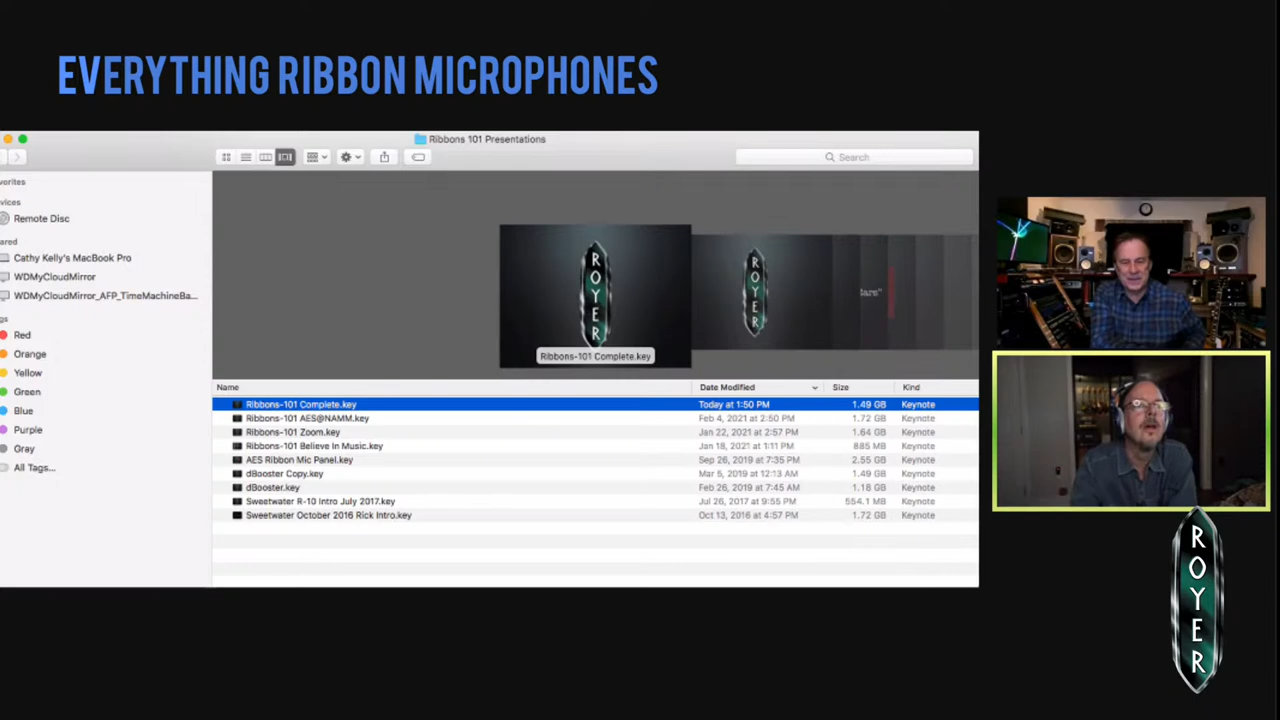 EVERYTHING RIBBON MICROPHONES
Ribbons 101 Presentations
Search
vorites
vices
Remote Disc
ared
Cathy Kelly's MacBook Pro
WDMyCloudMirror
WDMyCloudMirror_AFP_TimeMachineBa...
gs
Red
Orange
Yellow
Green
Blue
Purple
Gray
All Tags...
ROYER
ROYER
Ribbons-101 Complete.key
Name Date Modified Size Kind
Ribbons-101 Complete.key Today at 1:50 PM 1.49 GB Keynote
Ribbons-101 AES@NAMM.key Feb 4, 2021 at 2:50 PM 1.72 GB Keynote
Ribbons-101 Zoom.key Jan 22, 2021 at 2:57 PM 1.64 GB Keynote
Ribbons-101 Believe In Music.key Jan 18, 2021 at 1:11 PM 885 MB Keynote
AES Ribbon Mic Panel.key Sep 26, 2019 at 7:35 PM 2.55 GB Keynote
dBooster Copy.key Mar 5, 2019 at 12:13 AM 1.49 GB Keynote
dBooster.key Feb 26, 2019 at 7:45 AM 1.18 GB Keynote
Sweetwater R-10 Intro July 2017.key Jul 26, 2017 at 9:55 PM 554.1 MB Keynote
Sweetwater October 2016 Rick Intro.key Oct 13, 2016 at 4:57 PM 1.72 GB Keynote
ROYER